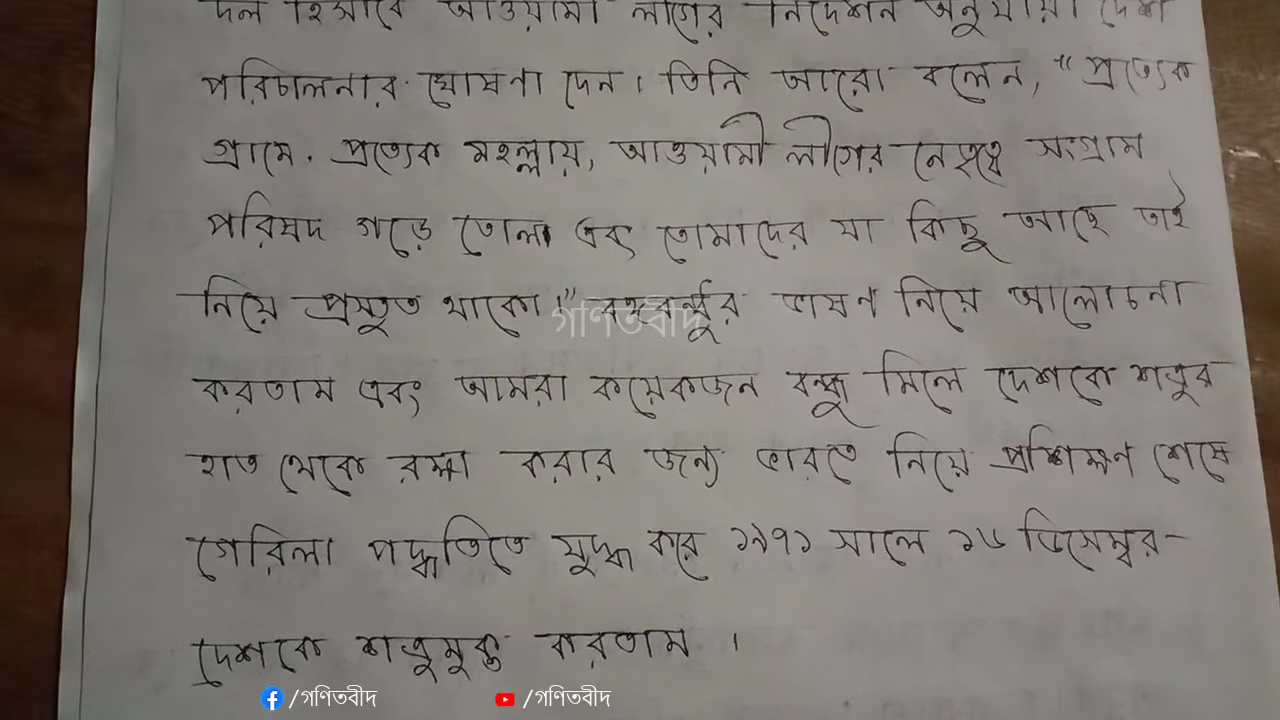 দল হিসাবে আওয়ামী লীগের নির্দেশনা অনুযায়ী দেশ
পরিচালনার ঘোষনা দেন। তিনি আরো বলেন, "প্রত্যেক
গ্রামে, প্রত্যেক মহল্লায়, আওয়ামী লীগের নেতৃত্বে সংগ্রাম
পরিষদ গড়ে তোলা এবং তোমাদের যা কিছু আছে তাই
নিয়ে প্রস্তুত থাকো।" বঙ্গবন্ধুর ভাষণ নিয়ে আলোচনা
গণিতবীদ
করতাম এবং আমরা কয়েকজন বন্ধু মিলে দেশকে শত্রুর
হাত থেকে রক্ষা করার জন্য ভারতে নিয়ে প্রশিক্ষণ শেষে
গেরিলা পদ্ধতিতে যুদ্ধ করে ১৯৭১ সালে ১৬ ডিসেম্বর-
দেশকে শত্রুমুক্ত করতাম।
/গণিতবীদ /গণিতবীদ